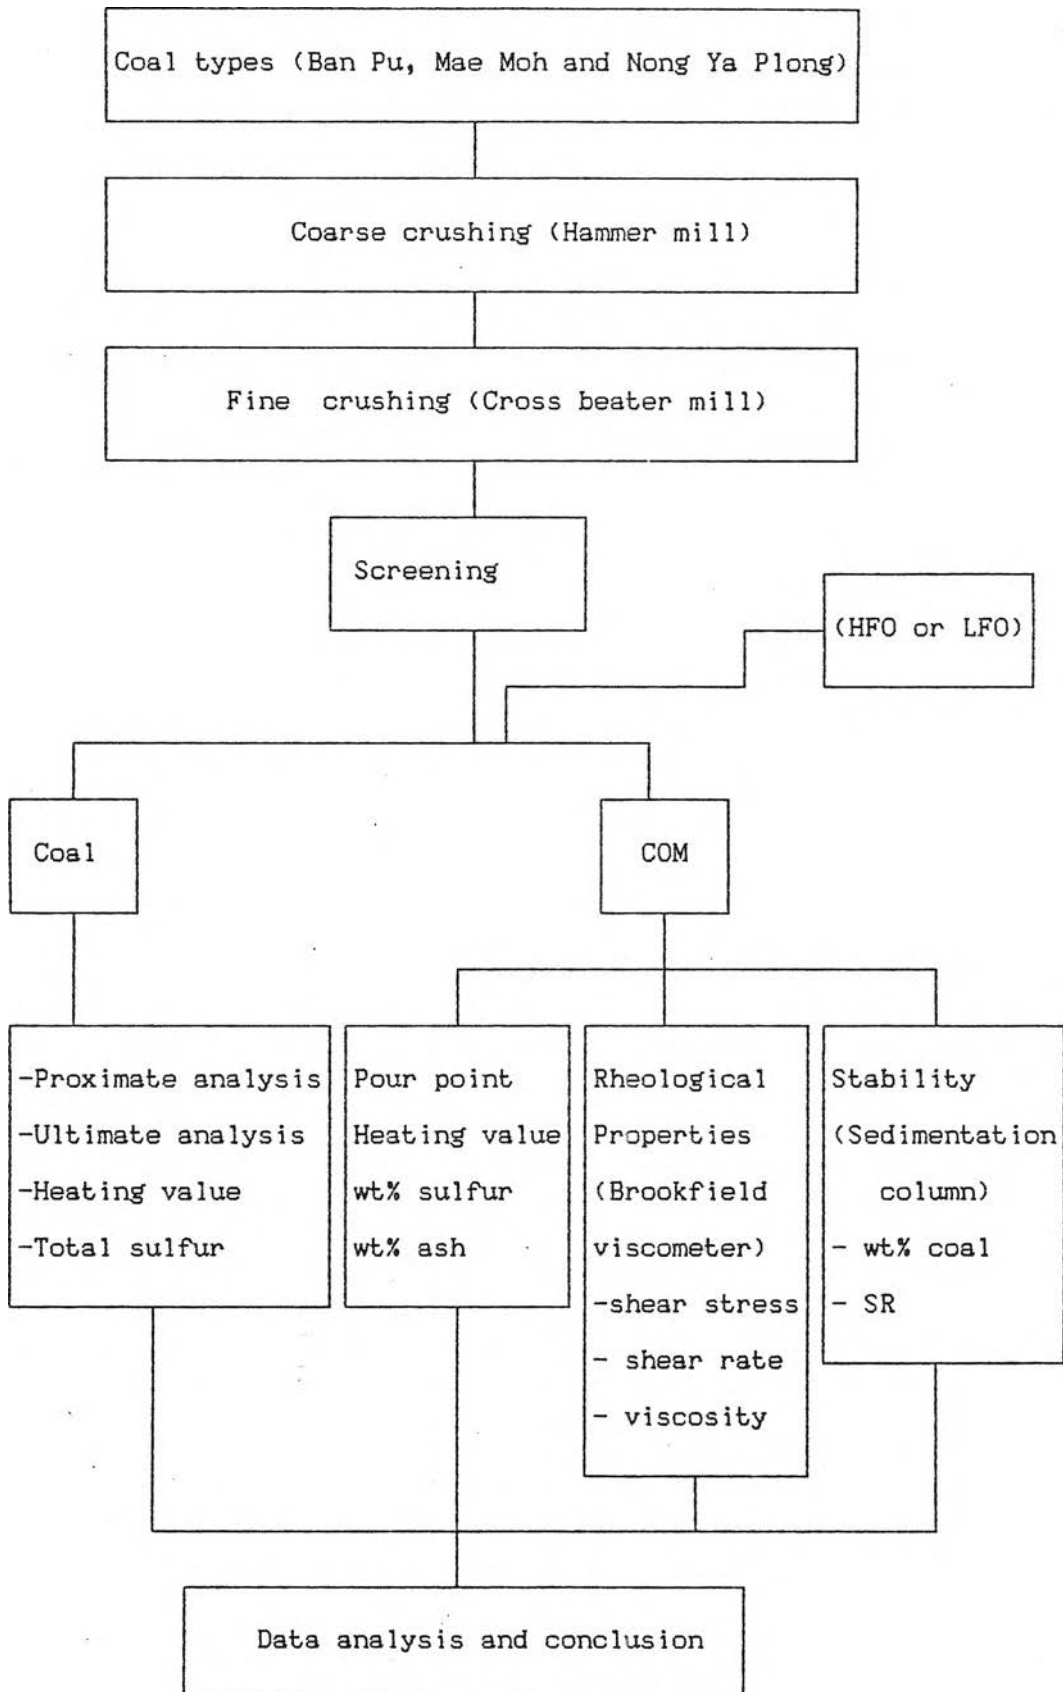 Coal types (Ban Pu, Mae Moh and Nong Ya Plong)
Coarse crushing (Hammer mill)
Fine crushing (Cross beater mill)
Screening
(HFO or LFO)
Coal
COM
-Proximate analysis
-Ultimate analysis
-Heating value
-Total sulfur
Pour point
Heating value
wt% sulfur
wt% ash
Rheological
Properties
(Brookfield
viscometer)
-shear stress
- shear rate
- viscosity
Stability
(Sedimentation
column)
- wt% coal
- SR
Data analysis and conclusion